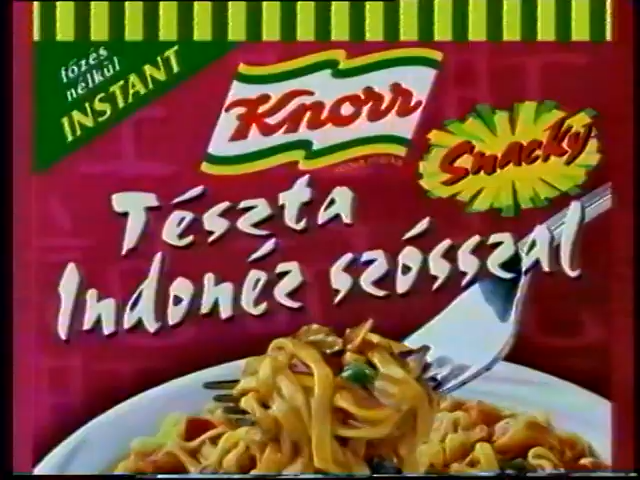 főzés
nélkül
INSTANT
Knorr
Snacky
Tészta
Indonéz szósszal